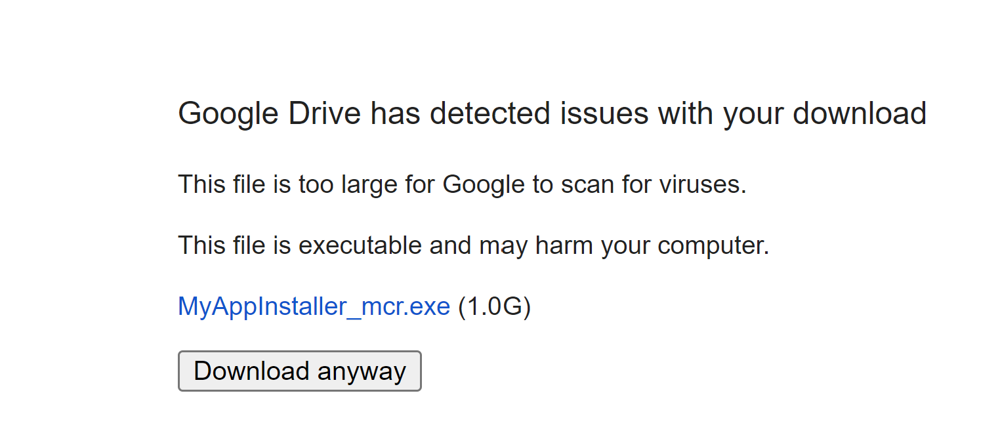 Google Drive has detected issues with your download
This file is too large for Google to scan for viruses.
This file is executable and may harm your computer.
MyAppInstaller_mcr.exe (1.0G)
Download anyway